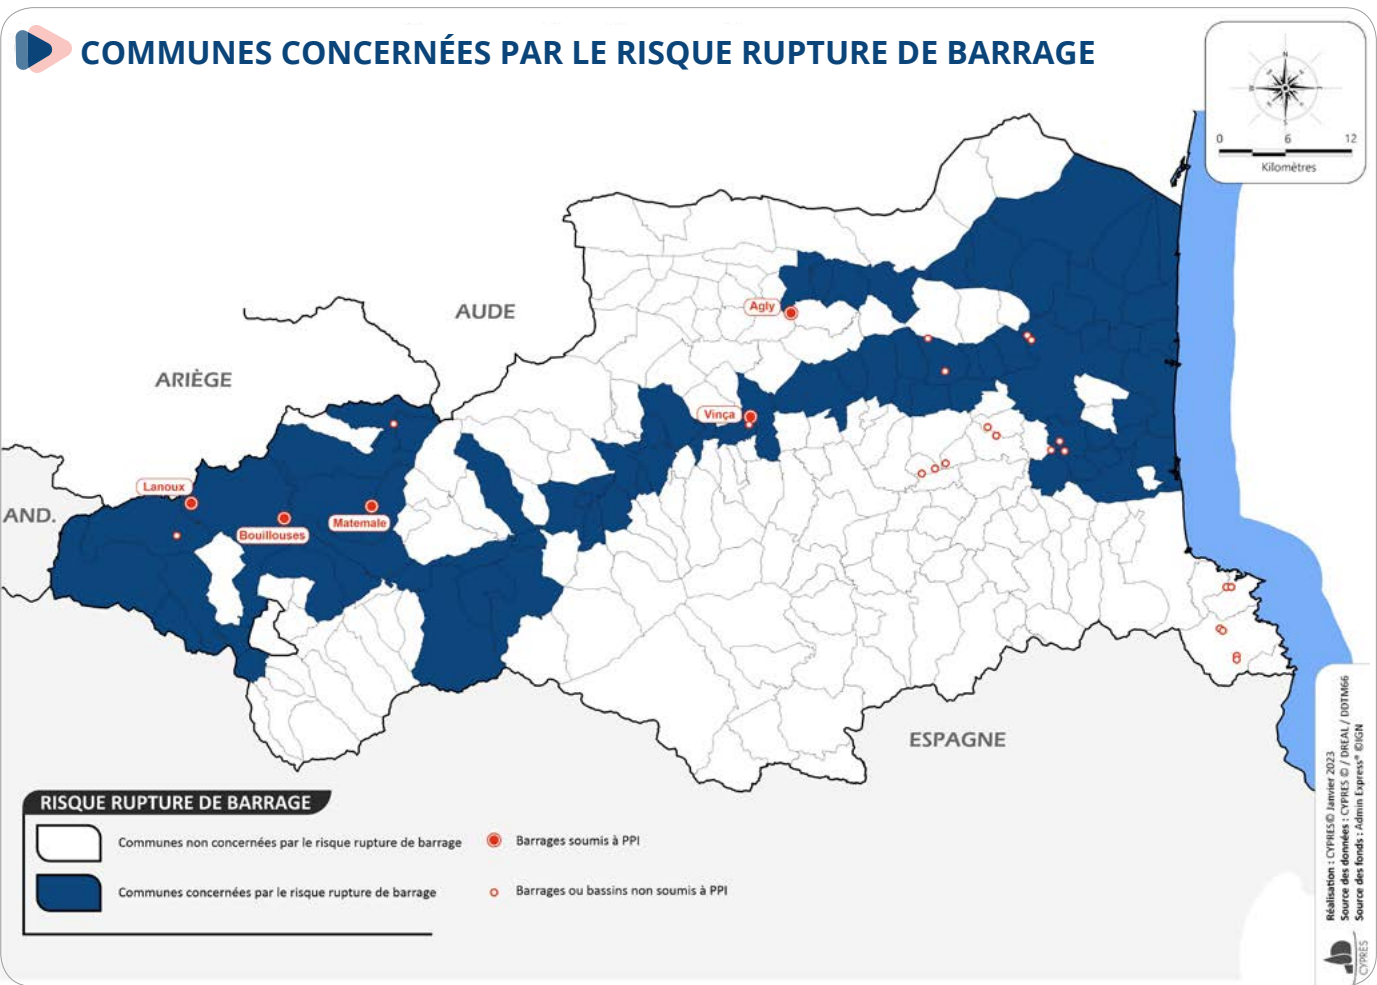 COMMUNES CONCERNÉES PAR LE RISQUE RUPTURE DE BARRAGE
N
S
0 6 12
Kilomètres
AUDE
ARIÈGE
AND.
ESPAGNE
Agly
Vinça
Lanoux
Bouillouses
Matemale
RISQUE RUPTURE DE BARRAGE
Communes non concernées par le risque rupture de barrage
Barrages soumis à PPI
Communes concernées par le risque rupture de barrage
Barrages ou bassins non soumis à PPI
Réalisation : CYPRES© Janvier 2023
Source des données : CYPRES © / DREAL / DDTM66
Source des fonds : Admin Express® ©IGN
CYPRÈS